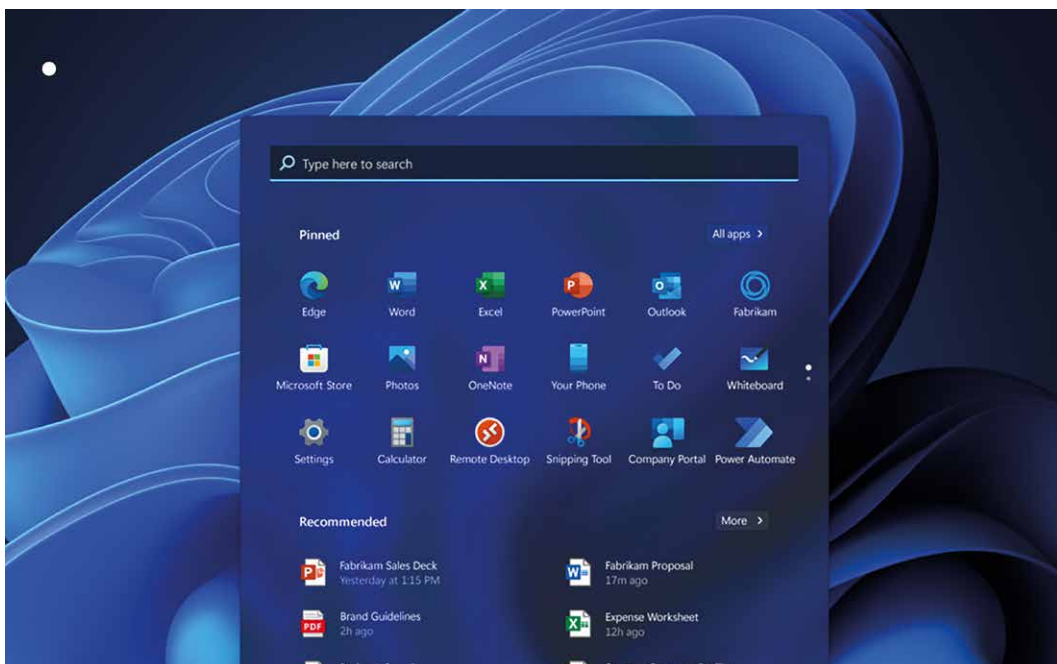 Type here to search
Pinned
All apps >
Edge
Word
Excel
PowerPoint
Outlook
Fabrikam
Microsoft Store
Photos
OneNote
Your Phone
To Do
Whiteboard
Settings
Calculator
Remote Desktop
Snipping Tool
Company Portal
Power Automate
Recommended
More >
Fabrikam Sales Deck
Yesterday at 1:15 PM
Fabrikam Proposal
17m ago
Brand Guidelines
2h ago
Expense Worksheet
12h ago